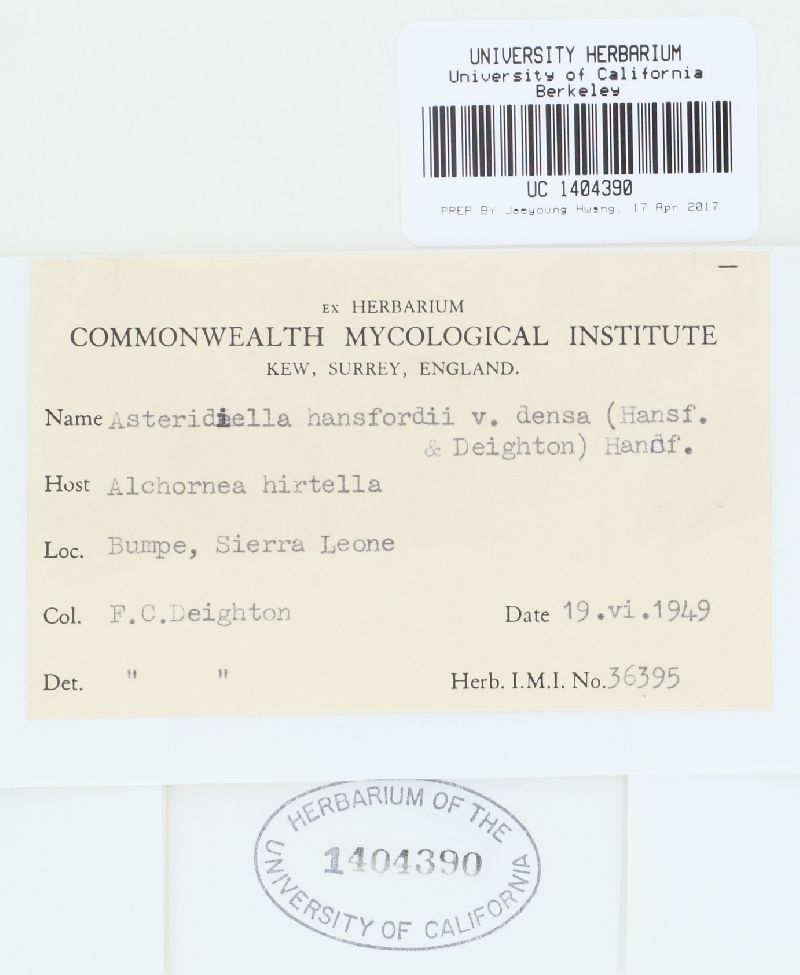 UNIVERSITY HERBARIUM
University of California
Berkeley
UC 1404390
PREP BY Jaeyoung Hwang, 17 Apr 2017
EX HERBARIUM
COMMONWEALTH MYCOLOGICAL INSTITUTE
KEW, SURREY, ENGLAND.
Name Asteridiella hansfordii v. densa (Hansf.
& Deighton) Handf.
Host Alchornea hirtella
Loc. Bumpe, Sierra Leone
Col. F.C.Deighton Date 19.vi.1949
Det. " " Herb. I.M.I. No. 36395
HERBARIUM OF THE
1404390
UNIVERSITY OF CALIFORNIA